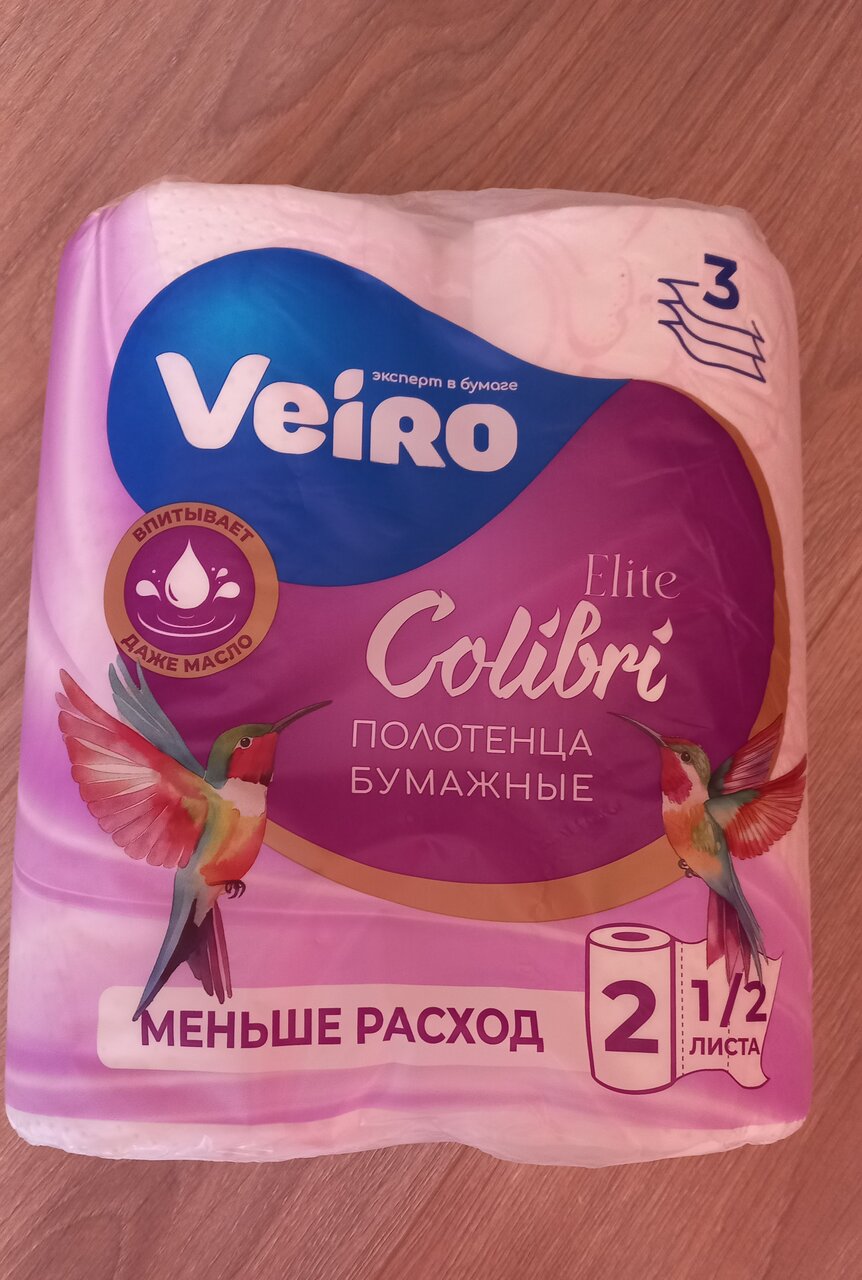 3
эксперт в бумаге
Veiro
ВПИТЫВАЕТ
ДАЖЕ МАСЛО
Elite
Colibri
ПОЛОТЕНЦА
БУМАЖНЫЕ
МЕНЬШЕ РАСХОД
2
1/2
ЛИСТА